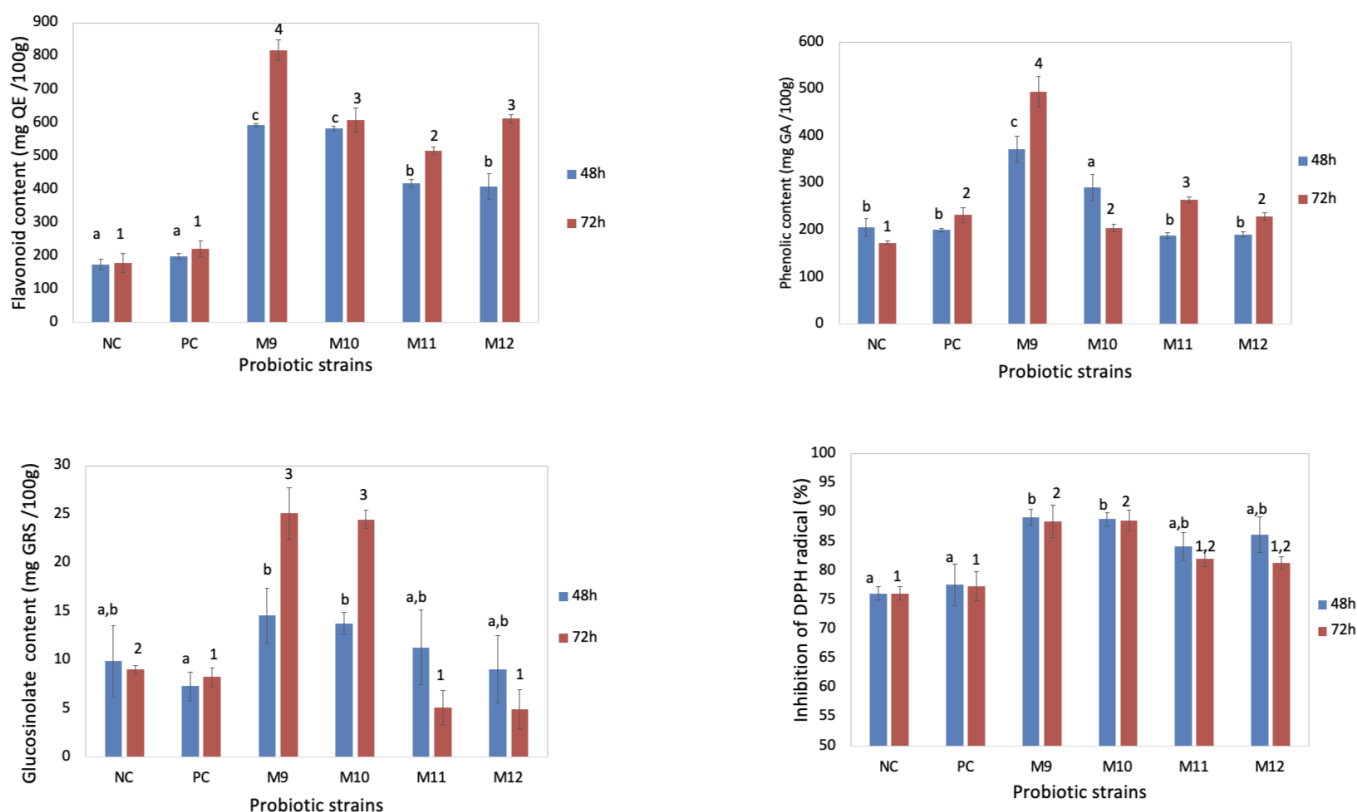 Flavonoid content (mg QE /100g)
900
800
700
600
500
400
300
200
100
0
a 1 a 1 c 4 c 3 b 2 b 3
NC PC M9 M10 M11 M12
Probiotic strains
48h
72h
Phenolic content (mg GA /100g)
600
500
400
300
200
100
0
b 1 b 2 c 4 a 2 b 3 b 2
NC PC M9 M10 M11 M12
Probiotic strains
48h
72h
Glucosinolate content (mg GRS /100g)
30
25
20
15
10
5
0
a,b 2 a 1 b 3 b 3 a,b 1 a,b 1
NC PC M9 M10 M11 M12
Probiotic strains
48h
72h
Inhibition of DPPH radical (%)
100
95
90
85
80
75
70
65
60
55
50
a 1 a 1 b 2 b 2 a,b 1,2 a,b 1,2
NC PC M9 M10 M11 M12
Probiotic strains
48h
72h